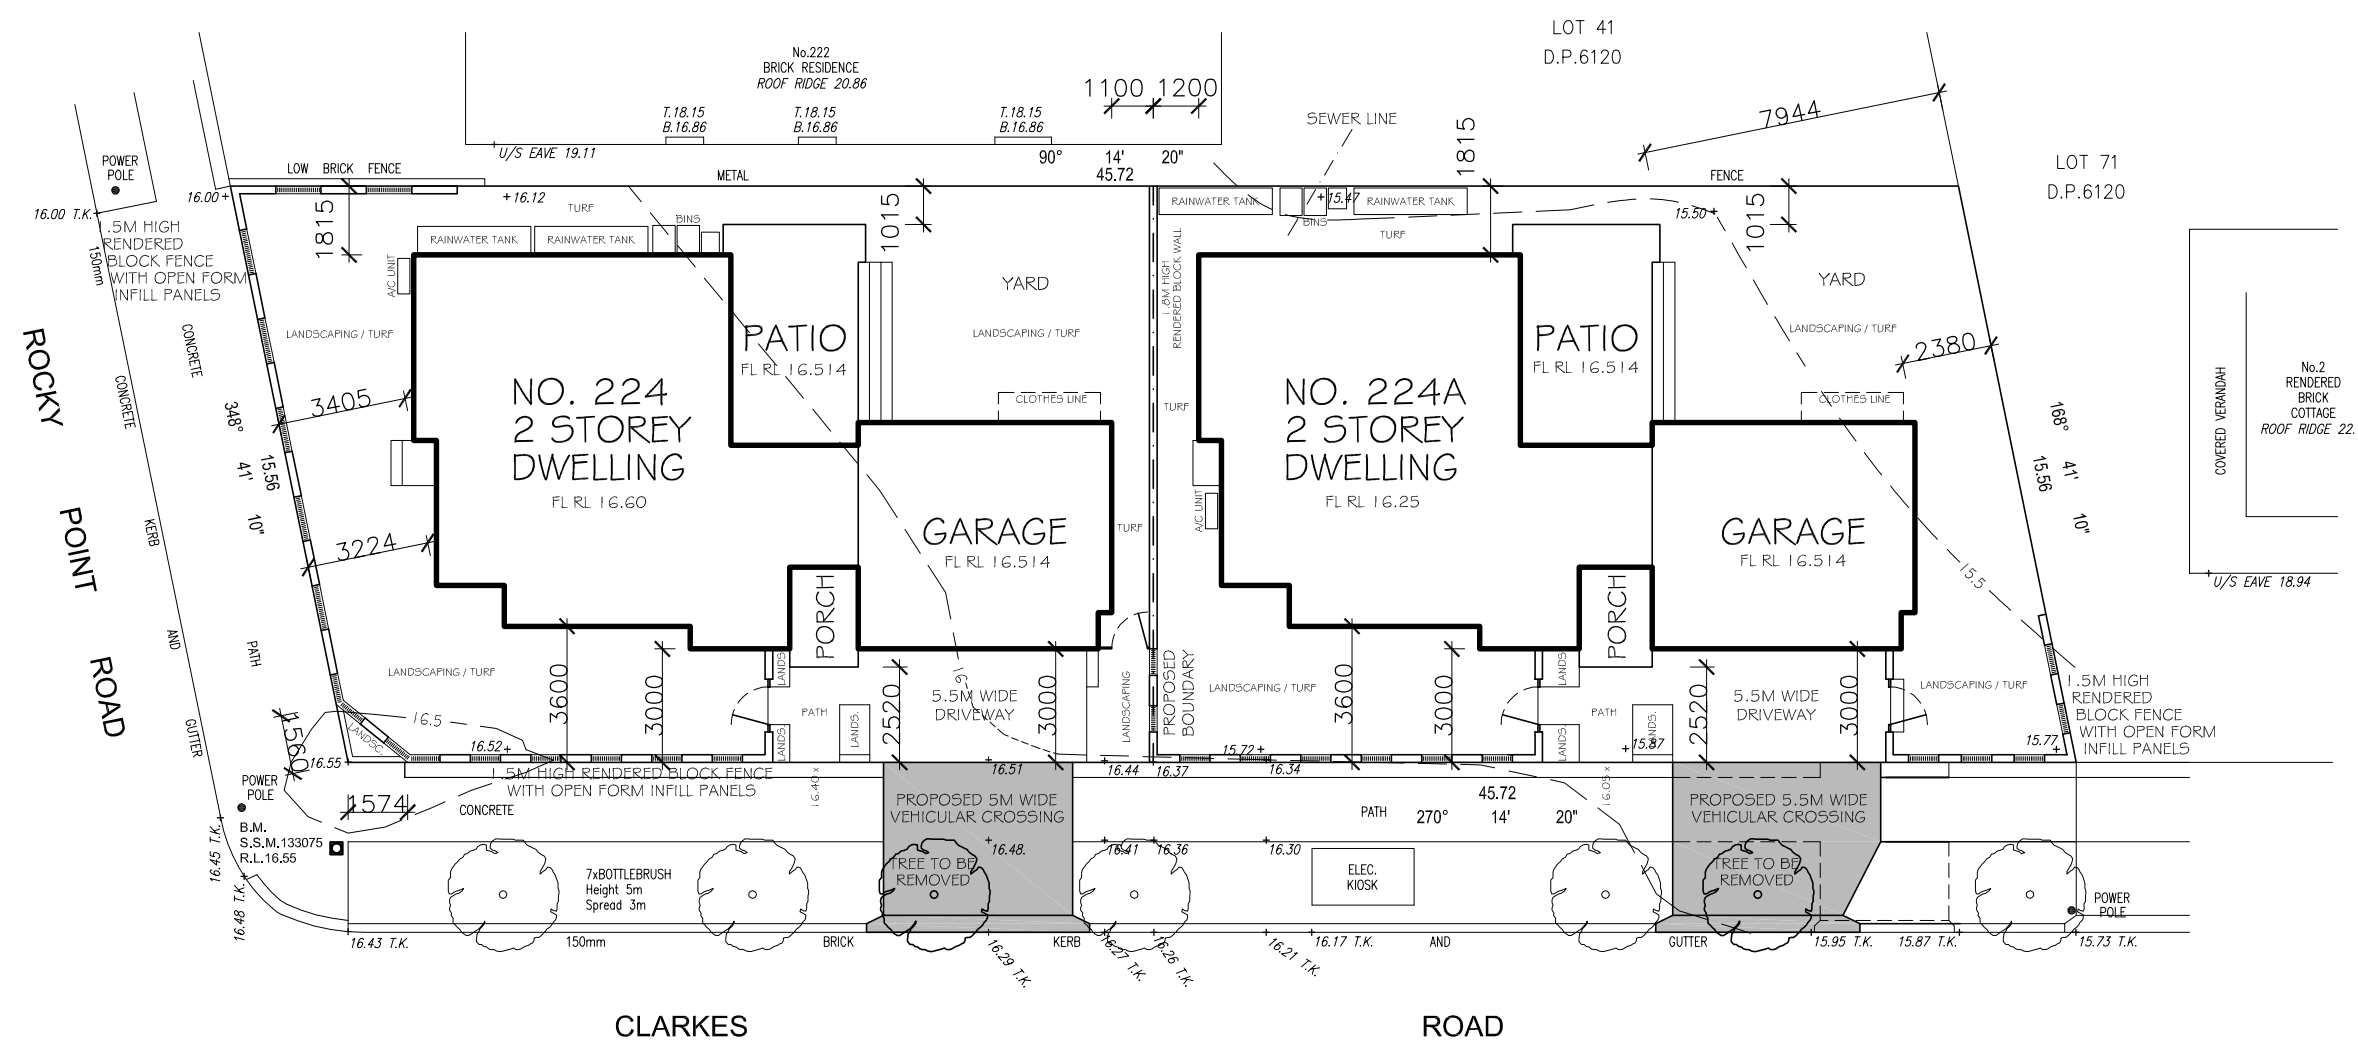 LOT 41
D.P.6120
No.222
BRICK RESIDENCE
ROOF RIDGE 20.86
1100
1200
T.18.15
B.16.86
T.18.15
B.16.86
T.18.15
B.16.86
SEWER LINE
7944
1815
U/S EAVE 19.11
90°
14'
20"
45.72
POWER
POLE
LOW BRICK FENCE
METAL
FENCE
LOT 71
D.P.6120
16.00 T.K.
16.00
16.12
TURF
BINS
RAINWATER TANK
RAINWATER TANK
RAINWATER TANK
RAINWATER TANK
15.47
BINS
TURF
15.50
1815
1015
1015
1.5M HIGH
RENDERED
BLOCK FENCE
WITH OPEN FORM
INFILL PANELS
150mm
A/C UNIT
YARD
1.8M HIGH
RENDERED BLOCK WALL
YARD
CONCRETE
LANDSCAPING / TURF
PATIO
FL RL 16.514
LANDSCAPING / TURF
PATIO
FL RL 16.514
LANDSCAPING / TURF
2380
ROCKY
POINT
ROAD
CONCRETE
KERB
AND
GUTTER
348°
41'
10"
15.56
PATH
3405
NO. 224
2 STOREY
DWELLING
FL RL 16.60
CLOTHES LINE
TURF
NO. 224A
2 STOREY
DWELLING
FL RL 16.25
CLOTHES LINE
168°
41'
10"
15.56
COVERED VERANDAH
No.2
RENDERED
BRICK
COTTAGE
ROOF RIDGE 22.
3224
GARAGE
FL RL 16.514
TURF
A/C UNIT
GARAGE
FL RL 16.514
15.5
U/S EAVE 18.94
PORCH
PORCH
LANDSCAPING / TURF
3600
3000
LANDS.
PATH
LANDS.
LANDS.
2520
5.5M WIDE
DRIVEWAY
16
3000
LANDSCAPING
PROPOSED
BOUNDARY
LANDSCAPING / TURF
3600
3000
LANDS.
PATH
LANDS.
LANDS.
2520
5.5M WIDE
DRIVEWAY
3000
LANDSCAPING / TURF
1.5M HIGH
RENDERED
BLOCK FENCE
WITH OPEN FORM
INFILL PANELS
1560
LANDSC.
16.5
16.52
16.55
15.72
15.87
15.77
POWER
POLE
1574
1.5M HIGH RENDERED BLOCK FENCE
WITH OPEN FORM INFILL PANELS
CONCRETE
16.40
16.51
16.44
16.37
16.34
16.05
PROPOSED 5M WIDE
VEHICULAR CROSSING
PATH
45.72
270°
14'
20"
PROPOSED 5.5M WIDE
VEHICULAR CROSSING
B.M.
S.S.M.133075
R.L.16.55
16.45 T.K.
16.48 T.K.
16.48.
16.41
16.36
16.30
7xBOTTLEBRUSH
Height 5m
Spread 3m
TREE TO BE
REMOVED
ELEC.
KIOSK
TREE TO BE
REMOVED
POWER
POLE
16.43 T.K.
150mm
BRICK
KERB
AND
GUTTER
16.29 T.K.
16.27 T.K.
16.26 T.K.
16.21 T.K.
16.17 T.K.
15.95 T.K.
15.87 T.K.
15.73 T.K.
CLARKES
ROAD